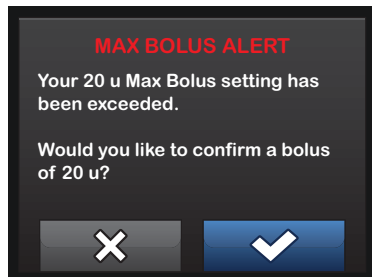 MAX BOLUS ALERT
Your 20 u Max Bolus setting has
been exceeded.
Would you like to confirm a bolus
of 20 u?